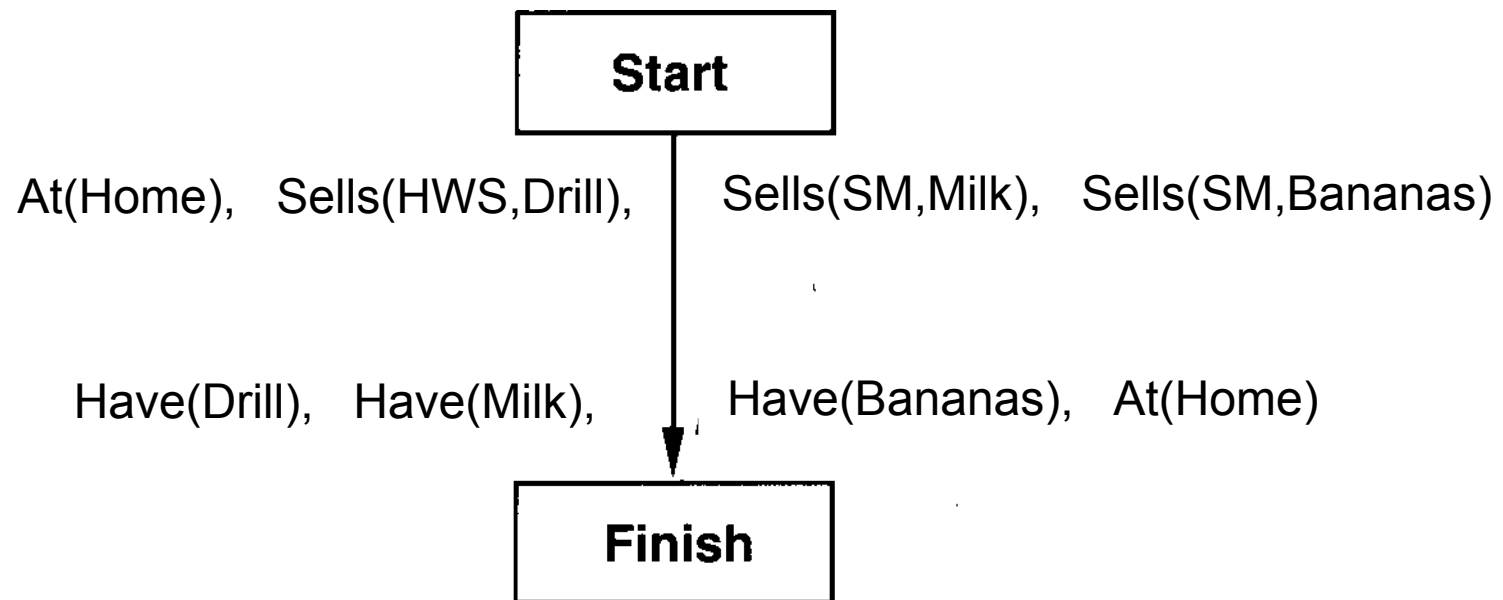 Start
At(Home), Sells(HWS,Drill), Sells(SM,Milk), Sells(SM,Bananas)
Have(Drill), Have(Milk), Have(Bananas), At(Home)
Finish